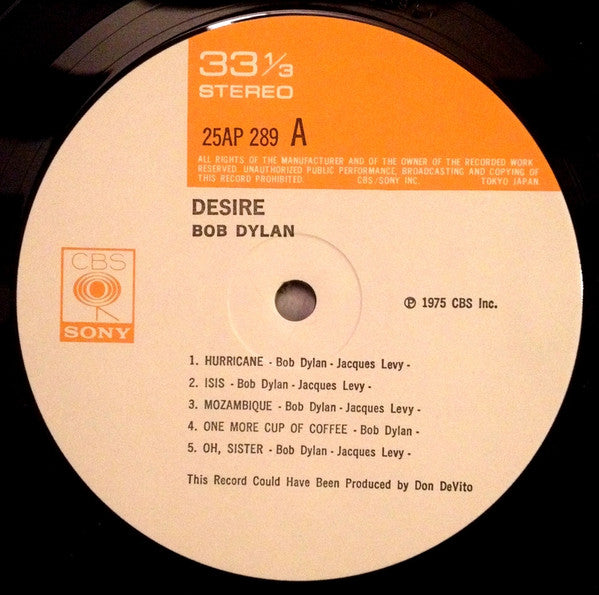 33 1/3
STEREO
25AP 289 A
ALL RIGHTS OF THE MANUFACTURER AND OF THE OWNER OF THE RECORDED WORK
RESERVED. UNAUTHORIZED PUBLIC PERFORMANCE, BROADCASTING AND COPYING OF
THIS RECORD PROHIBITED. CBS/SONY INC. TOKYO JAPAN.
DESIRE
BOB DYLAN
CBS
SONY
℗ 1975 CBS Inc.
1. HURRICANE - Bob Dylan - Jacques Levy -
2. ISIS - Bob Dylan - Jacques Levy -
3. MOZAMBIQUE - Bob Dylan - Jacques Levy -
4. ONE MORE CUP OF COFFEE - Bob Dylan -
5. OH, SISTER - Bob Dylan - Jacques Levy -
This Record Could Have Been Produced by Don DeVito